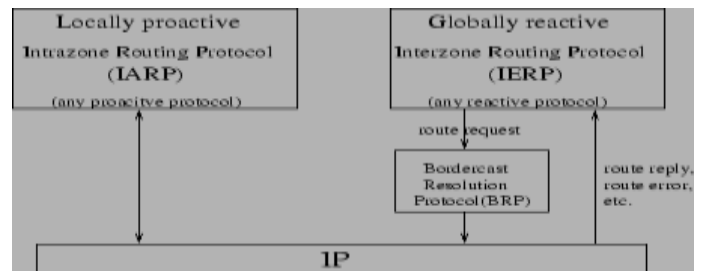 Locally proactive
Intrazone Routing Protocol
(IARP)
(any proacitve protocol)
Globally reactive
Interzone Routing Protocol
(IERP)
(any reactive protocol)
route request
Bordercast
Resolution
Protocol(BRP)
route reply,
route error,
etc.
IP